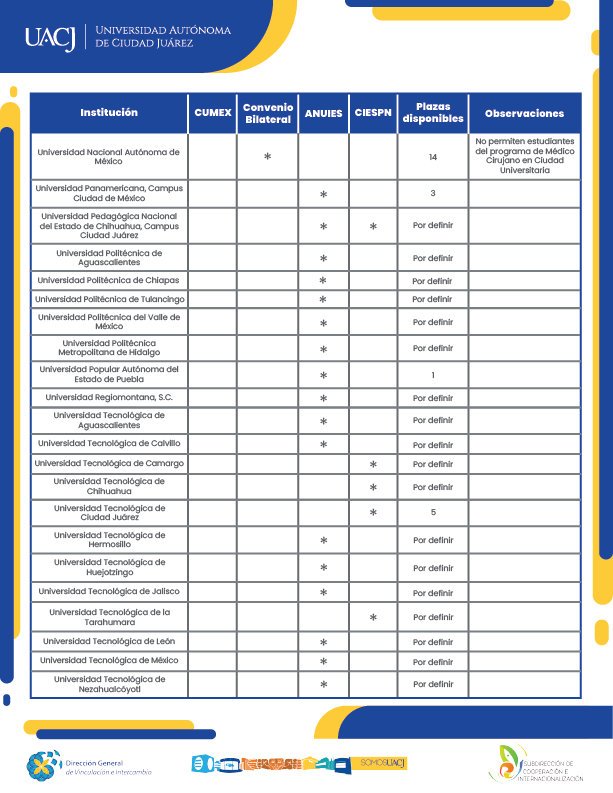 UACJ
UNIVERSIDAD AUTÓNOMA
DE CIUDAD JUÁREZ
Institución
CUMEX
Convenio
Bilateral
ANUIES
CIESPN
Plazas
disponibles
Observaciones
Universidad Nacional Autónoma de
México
*
14
No permiten estudiantes
del programa de Médico
Cirujano en Ciudad
Universitaria
Universidad Panamericana, Campus
Ciudad de México
*
3
Universidad Pedagógica Nacional
del Estado de Chihuahua, Campus
Ciudad Juárez
*
*
Por definir
Universidad Politécnica de
Aguascalientes
*
Por definir
Universidad Politécnica de Chiapas
*
Por definir
Universidad Politécnica de Tulancingo
*
Por definir
Universidad Politécnica del Valle de
México
*
Por definir
Universidad Politécnica
Metropolitana de Hidalgo
*
Por definir
Universidad Popular Autónoma del
Estado de Puebla
*
1
Universidad Regiomontana, S.C.
*
Por definir
Universidad Tecnológica de
Aguascalientes
*
Por definir
Universidad Tecnológica de Calvillo
*
Por definir
Universidad Tecnológica de Camargo
*
Por definir
Universidad Tecnológica de
Chihuahua
*
Por definir
Universidad Tecnológica de
Ciudad Juárez
*
5
Universidad Tecnológica de
Hermosillo
*
Por definir
Universidad Tecnológica de
Huejotzingo
*
Por definir
Universidad Tecnológica de Jalisco
*
Por definir
Universidad Tecnológica de la
Tarahumara
*
Por definir
Universidad Tecnológica de León
*
Por definir
Universidad Tecnológica de México
*
Por definir
Universidad Tecnológica de
Nezahualcóyotl
*
Por definir
Dirección General
de Vinculación e Intercambio
SOMOSUACJ
SUBDIRECCIÓN DE
COOPERACIÓN E
INTERNACIONALIZACIÓN